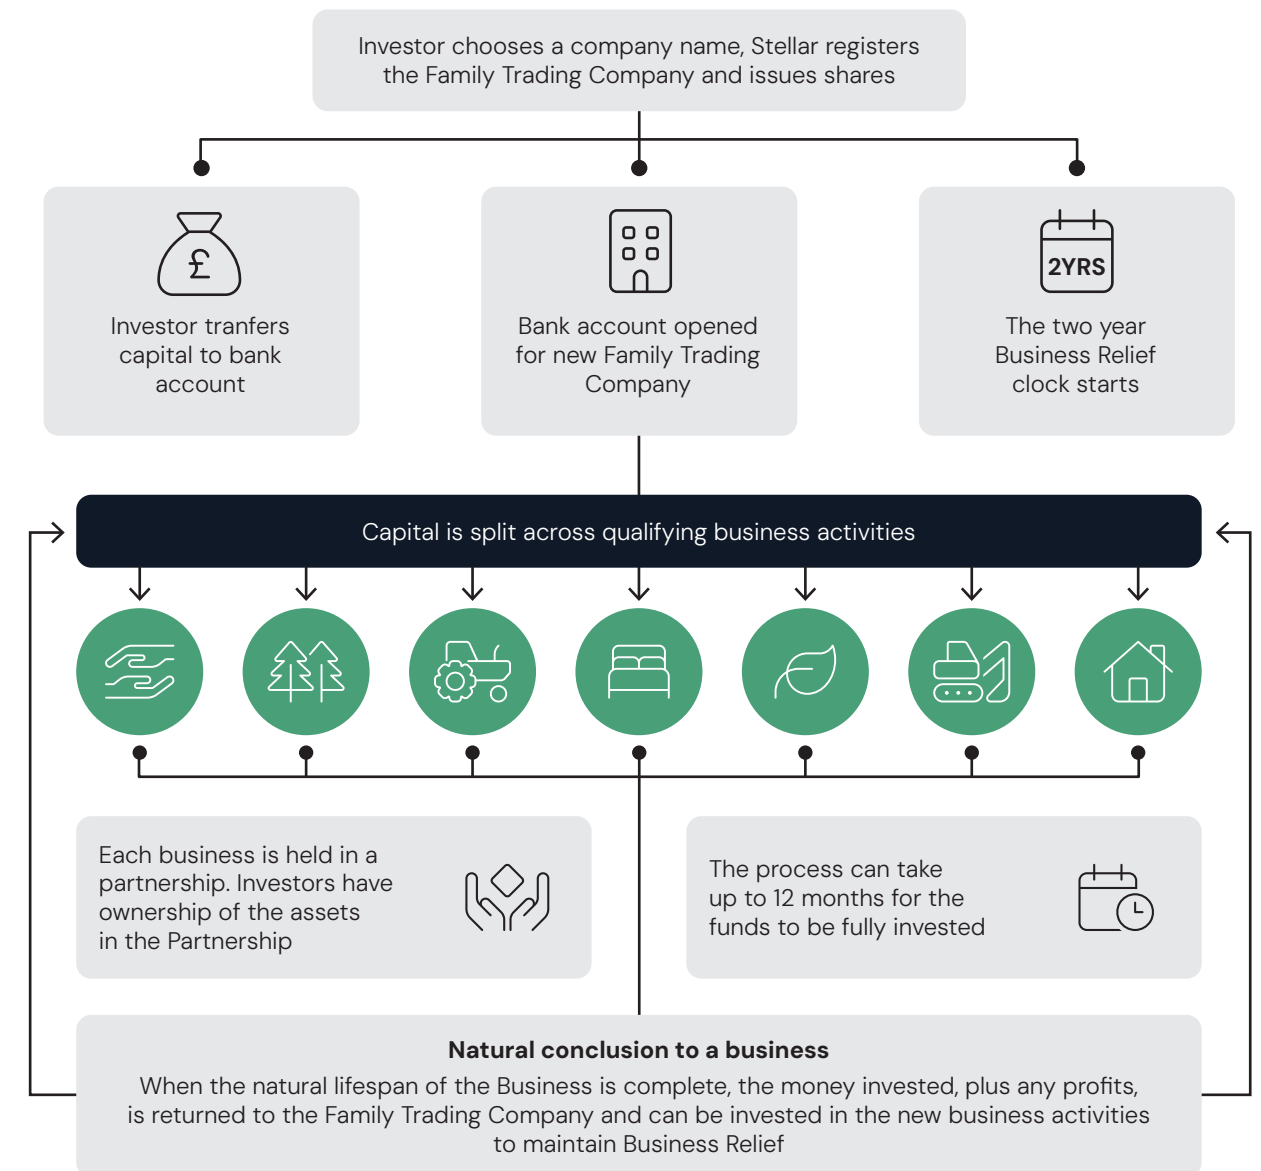 Investor chooses a company name, Stellar registers
the Family Trading Company and issues shares
£
Investor tranfers
capital to bank
account
Bank account opened
for new Family Trading
Company
2YRS
The two year
Business Relief
clock starts
Capital is split across qualifying business activities
Each business is held in a
partnership. Investors have
ownership of the assets
in the Partnership
The process can take
up to 12 months for the
funds to be fully invested
Natural conclusion to a business
When the natural lifespan of the Business is complete, the money invested, plus any profits,
is returned to the Family Trading Company and can be invested in the new business activities
to maintain Business Relief